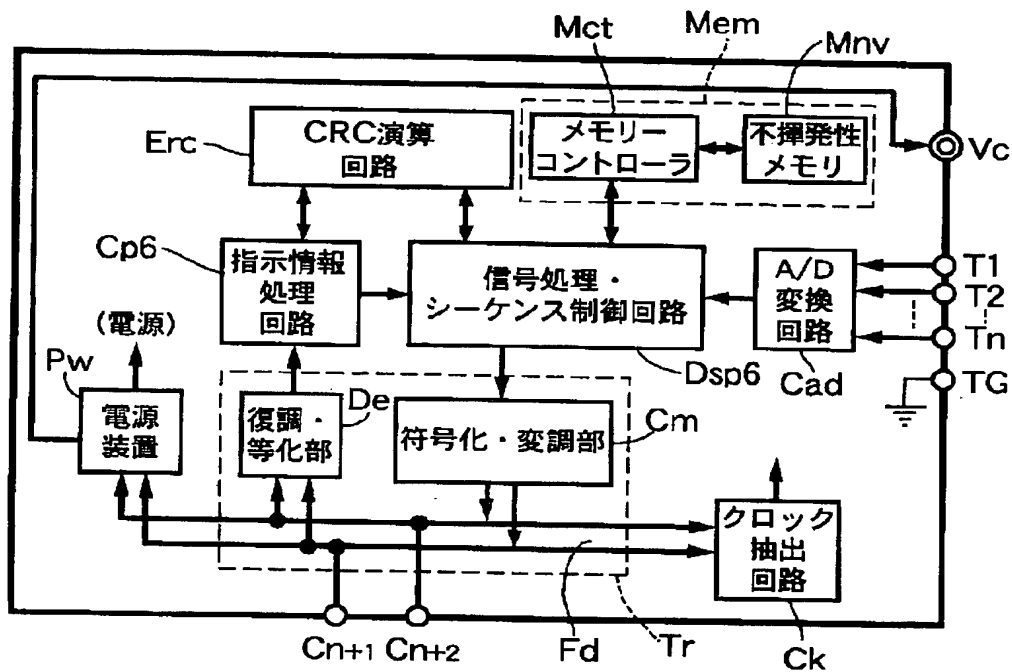 Mct
Mem
Mnv
Erc
CRC演算
回路
メモリー
コントローラ
不揮発性
メモリ
Vc
Cp6
指示情報
処理
回路
信号処理・
シーケンス制御回路
A/D
変換
回路
T1
T2
Tn
TG
(電源)
Pw
電源
装置
De
復調・
等化部
符号化・変調部
Cm
Dsp6
Cad
クロック
抽出
回路
Cn+1
Cn+2
Fd
Tr
Ck